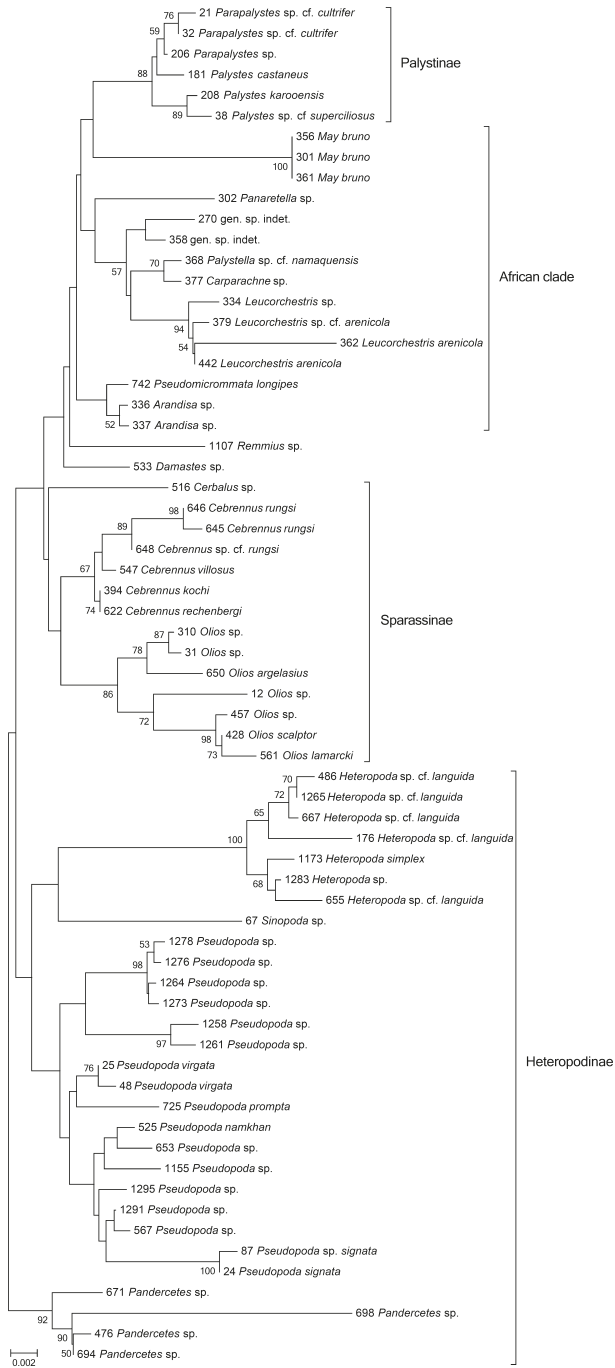 21 Parapalystes sp. cf. cultrifer
76
32 Parapalystes sp. cf. cultrifer
59
206 Parapalystes sp.
Palystinae
88
181 Palystes castaneus
208 Palystes karooensis
89
38 Palystes sp. cf superciliosus
356 May bruno
301 May bruno
100
361 May bruno
302 Panaretella sp.
270 gen. sp. indet.
358 gen. sp. indet.
57
70
368 Palystella sp. cf. namaquensis
African clade
377 Carparachne sp.
334 Leucorchestris sp.
94
379 Leucorchestris sp. cf. arenicola
54
362 Leucorchestris arenicola
442 Leucorchestris arenicola
742 Pseudomicrommata longipes
336 Arandisa sp.
52
337 Arandisa sp.
1107 Remmius sp.
533 Damastes sp.
516 Cerbalus sp.
98
646 Cebrennus rungsi
89
645 Cebrennus rungsi
648 Cebrennus sp. cf. rungsi
67
547 Cebrennus villosus
394 Cebrennus kochi
74
622 Cebrennus rechenbergi
Sparassinae
87
310 Olios sp.
78
31 Olios sp.
650 Olios argelasius
86
12 Olios sp.
72
457 Olios sp.
98
428 Olios scalptor
73
561 Olios lamarcki
70
486 Heteropoda sp. cf. languida
72
1265 Heteropoda sp. cf. languida
65
667 Heteropoda sp. cf. languida
176 Heteropoda sp. cf. languida
100
1173 Heteropoda simplex
68
1283 Heteropoda sp.
655 Heteropoda sp. cf. languida
67 Sinopoda sp.
53
1278 Pseudopoda sp.
98
1276 Pseudopoda sp.
1264 Pseudopoda sp.
1273 Pseudopoda sp.
1258 Pseudopoda sp.
97
1261 Pseudopoda sp.
Heteropodinae
76
25 Pseudopoda virgata
48 Pseudopoda virgata
725 Pseudopoda prompta
525 Pseudopoda namkhan
653 Pseudopoda sp.
1155 Pseudopoda sp.
1295 Pseudopoda sp.
1291 Pseudopoda sp.
567 Pseudopoda sp.
87 Pseudopoda sp. signata
100
24 Pseudopoda signata
671 Pandercetes sp.
92
698 Pandercetes sp.
90
476 Pandercetes sp.
50
694 Pandercetes sp.
0.002